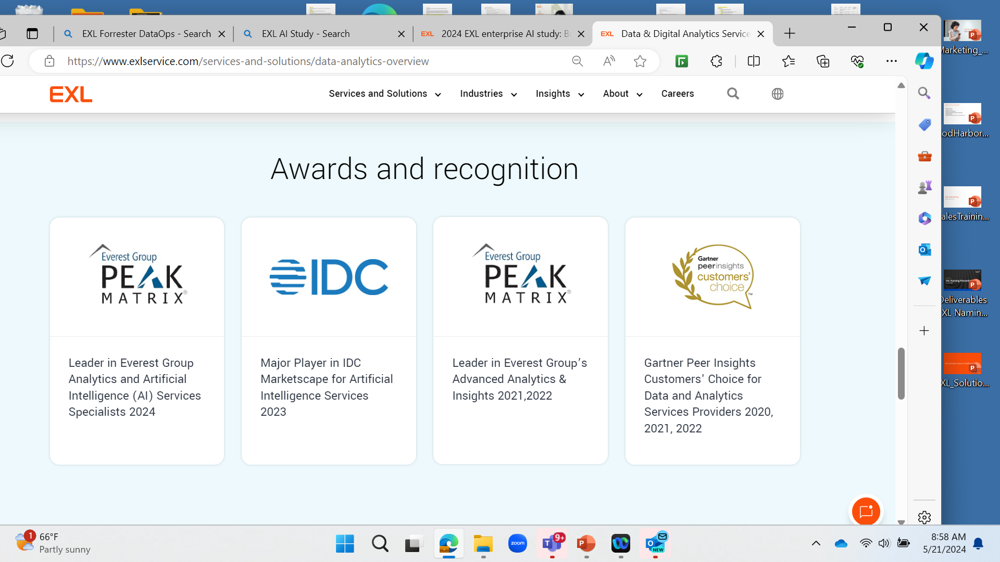 EXL Forrester DataOps - Search
EXL AI Study - Search
EXL
2024 EXL enterprise AI study: B
EXL
Data & Digital Analytics Service
https://www.exlservice.com/services-and-solutions/data-analytics-overview
EXL
Services and Solutions
Industries
Insights
About
Careers
Awards and recognition
Everest Group
PEAK
MATRIX®
IDC
Everest Group
PEAK
MATRIX®
Gartner
peerinsights
customers'
choice™
Leader in Everest Group
Analytics and Artificial
Intelligence (AI) Services
Specialists 2024
Major Player in IDC
Marketscape for Artificial
Intelligence Services
2023
Leader in Everest Group’s
Advanced Analytics &
Insights 2021,2022
Gartner Peer Insights
Customers' Choice for
Data and Analytics
Services Providers 2020,
2021, 2022
Marketing_...
odHarbor...
alesTrainin...
Deliverables
XL Namin...
XL_Solutio...
1
66°F
Partly sunny
zoom
9+
NEW
8:58 AM
5/21/2024